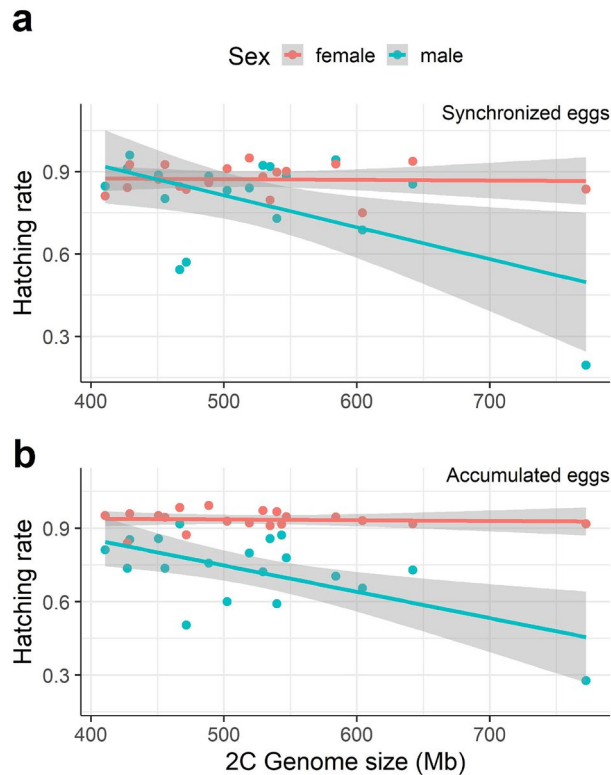 a
Sex female male
Synchronized eggs
Hatching rate
0.9
0.6
0.3
400 500 600 700
b
Accumulated eggs
Hatching rate
0.9
0.6
0.3
400 500 600 700
2C Genome size (Mb)